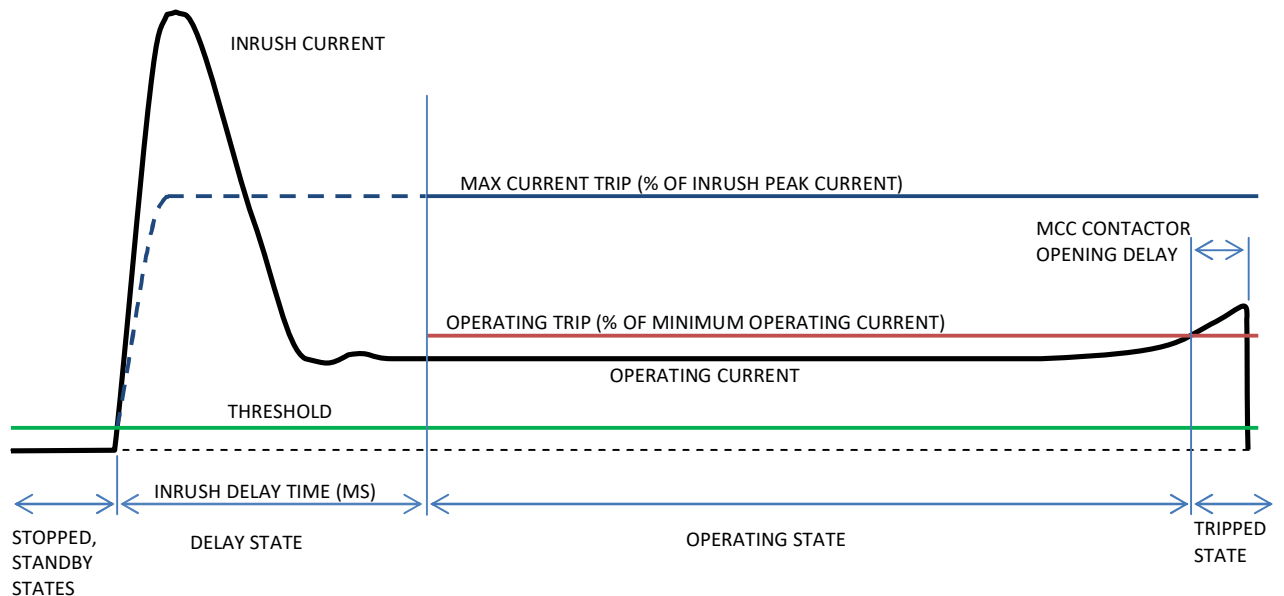 INRUSH CURRENT
MAX CURRENT TRIP (% OF INRUSH PEAK CURRENT)
MCC CONTACTOR
OPENING DELAY
OPERATING TRIP (% OF MINIMUM OPERATING CURRENT)
OPERATING CURRENT
THRESHOLD
INRUSH DELAY TIME (MS)
STOPPED,
STANDBY
STATES
DELAY STATE
OPERATING STATE
TRIPPED
STATE